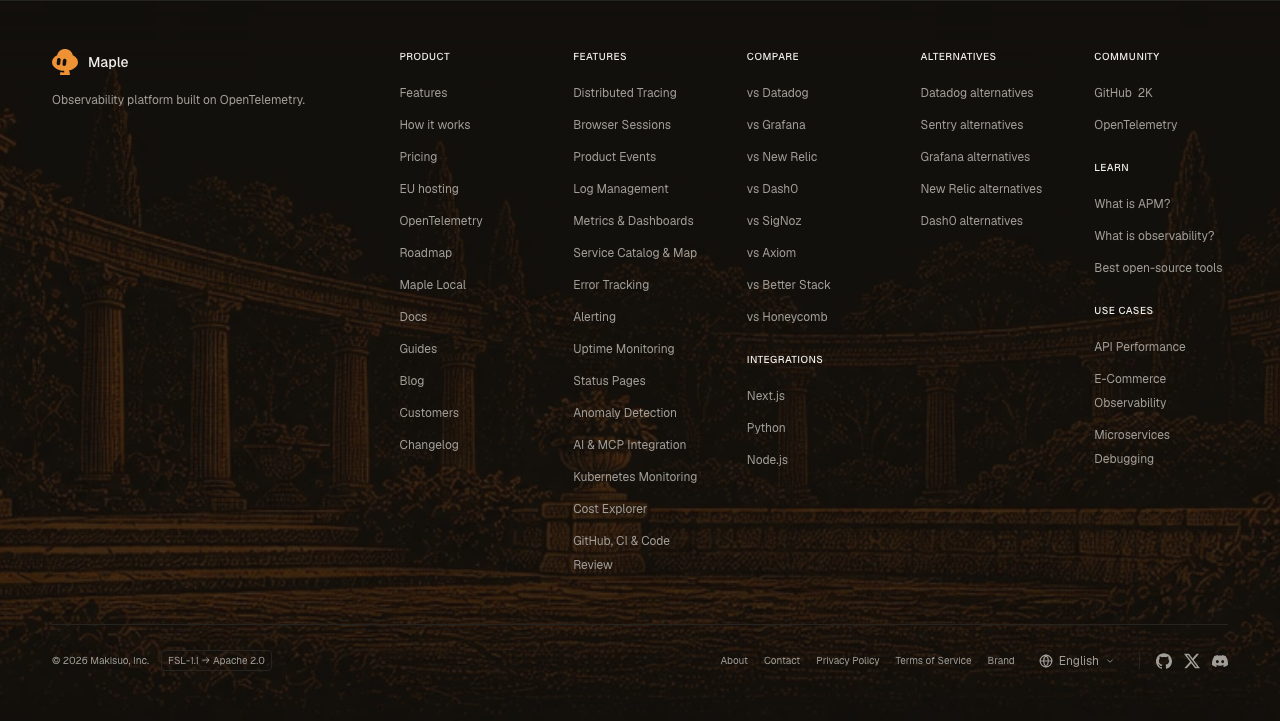 Maple
Observability platform built on OpenTelemetry.
PRODUCT
Features
How it works
Pricing
EU hosting
OpenTelemetry
Roadmap
Maple Local
Docs
Guides
Blog
Customers
Changelog
FEATURES
Distributed Tracing
Browser Sessions
Product Events
Log Management
Metrics & Dashboards
Service Catalog & Map
Error Tracking
Alerting
Uptime Monitoring
Status Pages
Anomaly Detection
AI & MCP Integration
Kubernetes Monitoring
Cost Explorer
GitHub, CI & Code
Review
COMPARE
vs Datadog
vs Grafana
vs New Relic
vs Dash0
vs SigNoz
vs Axiom
vs Better Stack
vs Honeycomb
INTEGRATIONS
Next.js
Python
Node.js
ALTERNATIVES
Datadog alternatives
Sentry alternatives
Grafana alternatives
New Relic alternatives
Dash0 alternatives
COMMUNITY
GitHub 2K
OpenTelemetry
LEARN
What is APM?
What is observability?
Best open-source tools
USE CASES
API Performance
E-Commerce
Observability
Microservices
Debugging
© 2026 Makisuo, Inc. FSL-1.1 → Apache 2.0
About Contact Privacy Policy Terms of Service Brand English